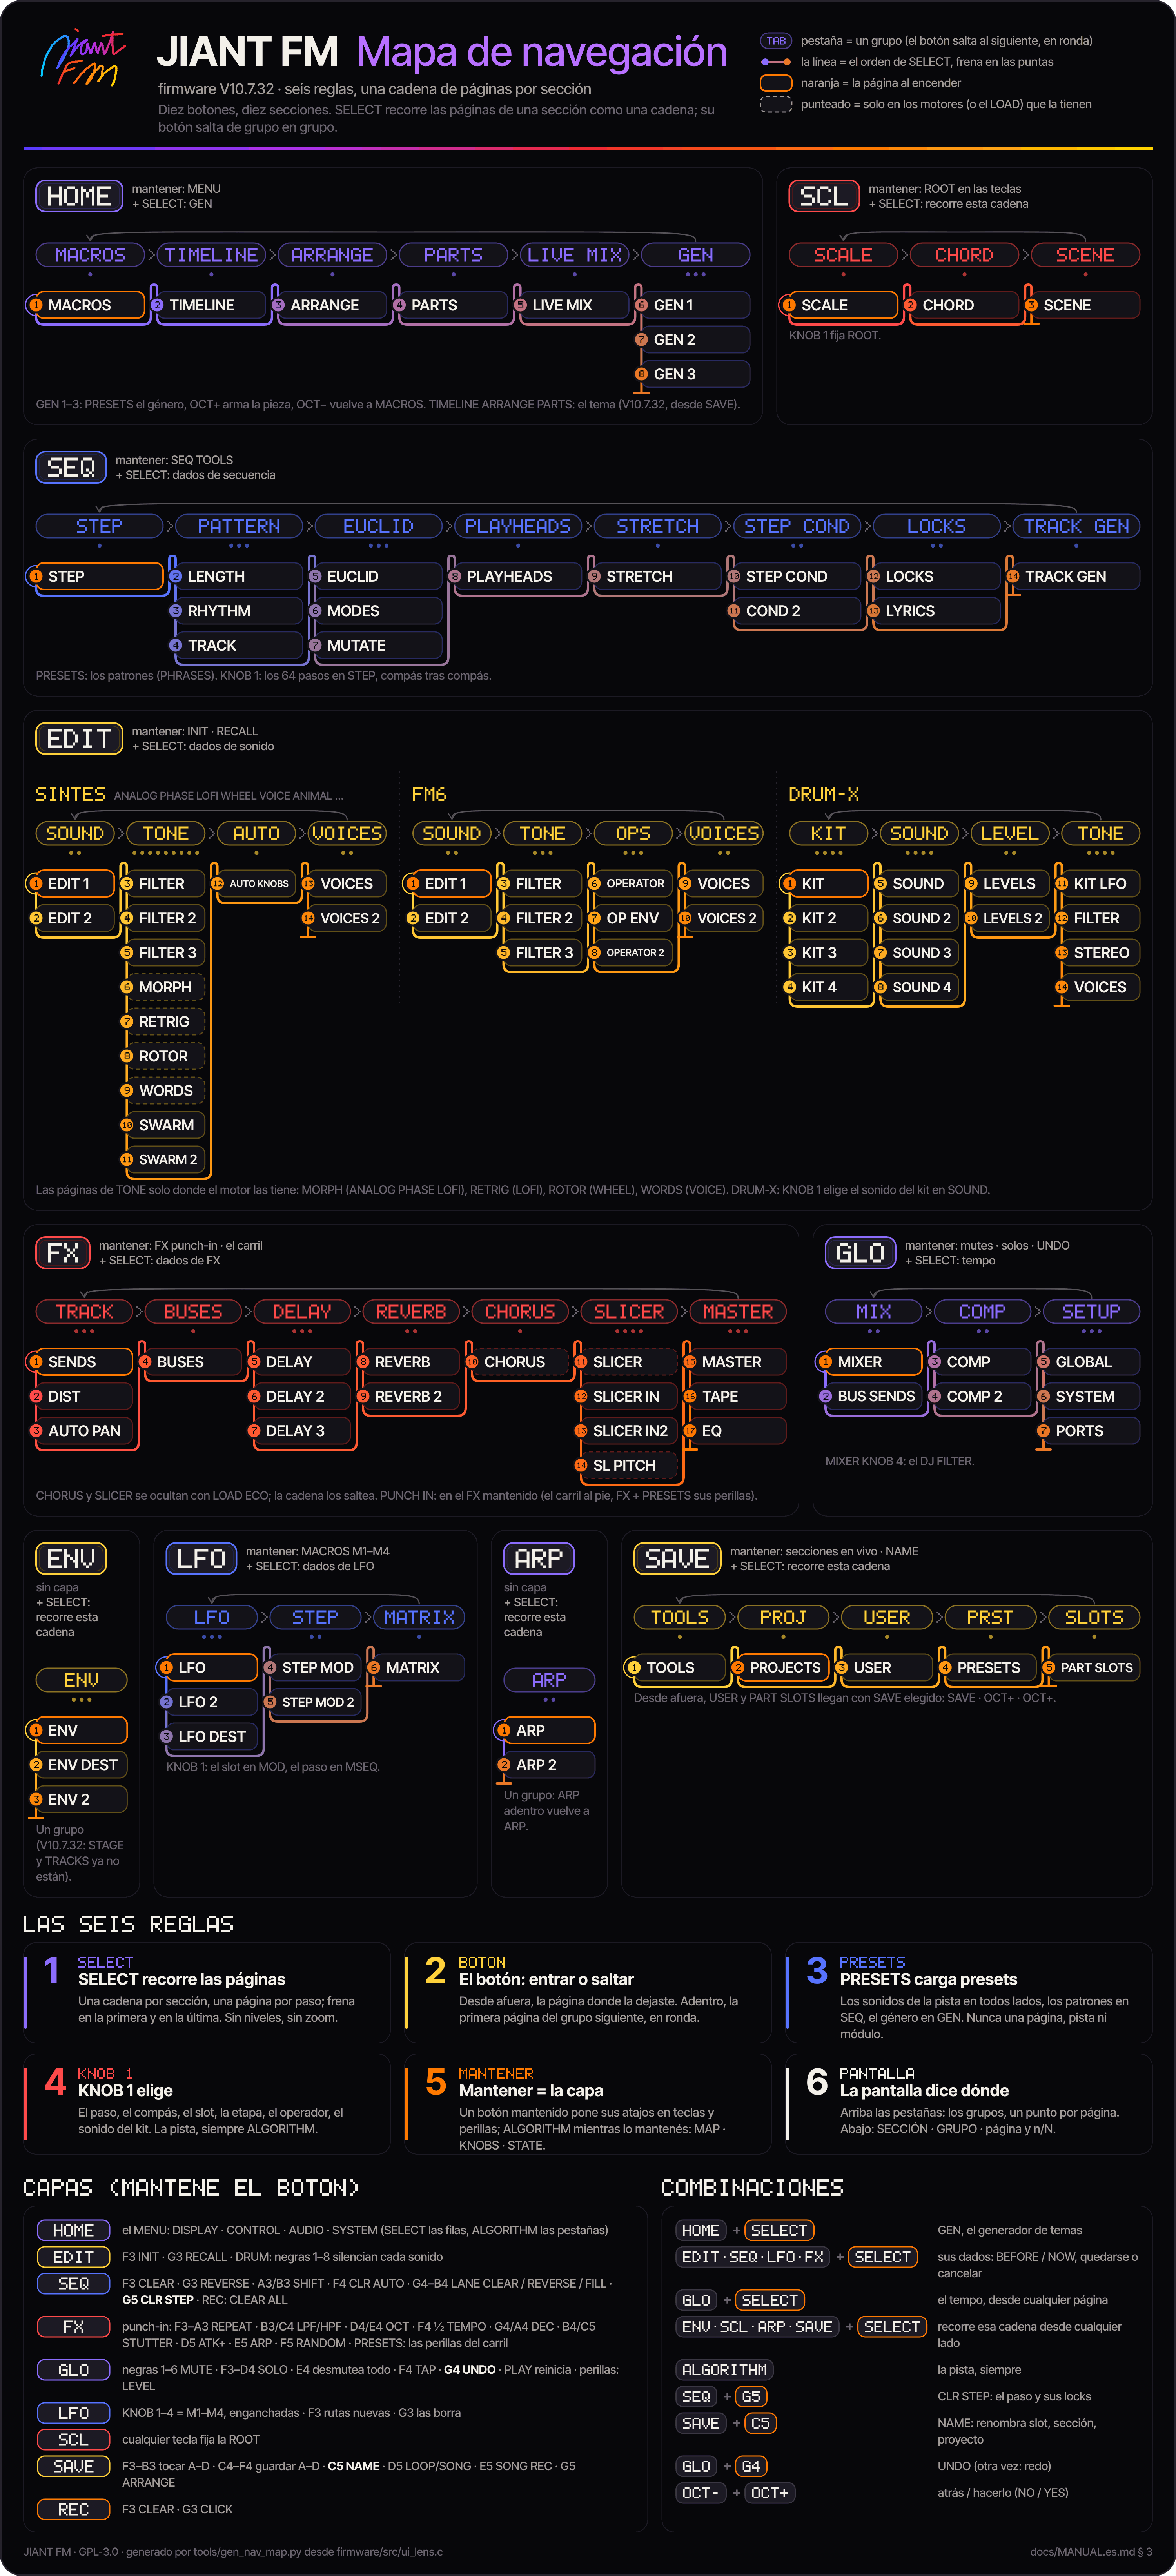 jiant
Fm
JIANT FM Mapa de navegación
firmware V10.7.32 · seis reglas, una cadena de páginas por sección
Diez botones, diez secciones. SELECT recorre las páginas de una sección como una cadena; su
botón salta de grupo en grupo.
TAB pestaña = un grupo (el botón salta al siguiente, en ronda)
la línea = el orden de SELECT, frena en las puntas
naranja = la página al encender
punteado = solo en los motores (o el LOAD) que la tienen
HOME
mantener: MENU
+ SELECT: GEN
MACROS > TIMELINE > ARRANGE > PARTS > LIVE MIX > GEN
1 MACROS 2 TIMELINE 3 ARRANGE 4 PARTS 5 LIVE MIX 6 GEN 1
7 GEN 2
8 GEN 3
GEN 1–3: PRESETS el género, OCT+ arma la pieza, OCT– vuelve a MACROS. TIMELINE ARRANGE PARTS: el tema (V10.7.32, desde SAVE).
SCL
mantener: ROOT en las teclas
+ SELECT: recorre esta cadena
SCALE > CHORD > SCENE
1 SCALE 2 CHORD 3 SCENE
KNOB 1 fija ROOT.
SEQ
mantener: SEQ TOOLS
+ SELECT: dados de secuencia
STEP > PATTERN > EUCLID > PLAYHEADS > STRETCH > STEP COND > LOCKS > TRACK GEN
1 STEP 2 LENGTH 5 EUCLID 8 PLAYHEADS 9 STRETCH 10 STEP COND 12 LOCKS 14 TRACK GEN
3 RHYTHM 6 MODES 11 COND 2 13 LYRICS
4 TRACK 7 MUTATE
PRESETS: los patrones (PHRASES). KNOB 1: los 64 pasos en STEP, compás tras compás.
EDIT
mantener: INIT · RECALL
+ SELECT: dados de sonido
SINTES ANALOG PHASE LOFI WHEEL VOICE ANIMAL ...
SOUND > TONE > AUTO > VOICES
1 EDIT 1 3 FILTER 12 AUTO KNOBS 13 VOICES
2 EDIT 2 4 FILTER 2 14 VOICES 2
5 FILTER 3
6 MORPH
7 RETRIG
8 ROTOR
9 WORDS
10 SWARM
11 SWARM 2
FM6
SOUND > TONE > OPS > VOICES
1 EDIT 1 3 FILTER 6 OPERATOR 9 VOICES
2 EDIT 2 4 FILTER 2 7 OP ENV 10 VOICES 2
5 FILTER 3 8 OPERATOR 2
DRUM-X
KIT > SOUND > LEVEL > TONE
1 KIT 5 SOUND 9 LEVELS 11 KIT LFO
2 KIT 2 6 SOUND 2 10 LEVELS 2 12 FILTER
3 KIT 3 7 SOUND 3 13 STEREO
4 KIT 4 8 SOUND 4 14 VOICES
Las páginas de TONE solo donde el motor las tiene: MORPH (ANALOG PHASE LOFI), RETRIG (LOFI), ROTOR (WHEEL), WORDS (VOICE). DRUM-X: KNOB 1 elige el sonido del kit en SOUND.
FX
mantener: FX punch-in · el carril
+ SELECT: dados de FX
TRACK > BUSES > DELAY > REVERB > CHORUS > SLICER > MASTER
1 SENDS 4 BUSES 5 DELAY 8 REVERB 10 CHORUS 11 SLICER 15 MASTER
2 DIST 6 DELAY 2 9 REVERB 2 12 SLICER IN 16 TAPE
3 AUTO PAN 7 DELAY 3 13 SLICER IN2 17 EQ
14 SL PITCH
CHORUS y SLICER se ocultan con LOAD ECO; la cadena los saltea. PUNCH IN: en el FX mantenido (el carril al pie, FX + PRESETS sus perillas).
GLO
mantener: mutes · solos · UNDO
+ SELECT: tempo
MIX > COMP > SETUP
1 MIXER 3 COMP 5 GLOBAL
2 BUS SENDS 4 COMP 2 6 SYSTEM
7 PORTS
MIXER KNOB 4: el DJ FILTER.
ENV
sin capa
+ SELECT:
recorre esta
cadena
ENV
1 ENV
2 ENV DEST
3 ENV 2
Un grupo
(V10.7.32: STAGE
y TRACKS ya no
están).
LFO
mantener: MACROS M1–M4
+ SELECT: dados de LFO
LFO > STEP > MATRIX
1 LFO 4 STEP MOD 6 MATRIX
2 LFO 2 5 STEP MOD 2
3 LFO DEST
KNOB 1: el slot en MOD, el paso en MSEQ.
ARP
sin capa
+ SELECT:
recorre esta
cadena
ARP
1 ARP
2 ARP 2
Un grupo: ARP
adentro vuelve a
ARP.
SAVE
mantener: secciones en vivo · NAME
+ SELECT: recorre esta cadena
TOOLS > PROJ > USER > PRST > SLOTS
1 TOOLS 2 PROJECTS 3 USER 4 PRESETS 5 PART SLOTS
Desde afuera, USER y PART SLOTS llegan con SAVE elegido: SAVE · OCT+ · OCT+.
LAS SEIS REGLAS
1 SELECT
SELECT recorre las páginas
Una cadena por sección, una página por paso; frena
en la primera y en la última. Sin niveles, sin zoom.
2 BOTON
El botón: entrar o saltar
Desde afuera, la página donde la dejaste. Adentro, la
primera página del grupo siguiente, en ronda.
3 PRESETS
PRESETS carga presets
Los sonidos de la pista en todos lados, los patrones en
SEQ, el género en GEN. Nunca una página, pista ni
módulo.
4 KNOB 1
KNOB 1 elige
El paso, el compás, el slot, la etapa, el operador, el
sonido del kit. La pista, siempre ALGORITHM.
5 MANTENER
Mantener = la capa
Un botón mantenido pone sus atajos en teclas y
perillas; ALGORITHM mientras lo mantenés: MAP ·
KNOBS · STATE.
6 PANTALLA
La pantalla dice dónde
Arriba las pestañas: los grupos, un punto por página.
Abajo: SECCIÓN · GRUPO · página y n/N.
CAPAS (MANTENE EL BOTON)
HOME el MENU: DISPLAY · CONTROL · AUDIO · SYSTEM (SELECT las filas, ALGORITHM las pestañas)
EDIT F3 INIT · G3 RECALL · DRUM: negras 1–8 silencian cada sonido
SEQ F3 CLEAR · G3 REVERSE · A3/B3 SHIFT · F4 CLR AUTO · G4–B4 LANE CLEAR / REVERSE / FILL ·
G5 CLR STEP · REC: CLEAR ALL
FX punch-in: F3–A3 REPEAT · B3/C4 LPF/HPF · D4/E4 OCT · F4 ½ TEMPO · G4/A4 DEC · B4/C5
STUTTER · D5 ATK+ · E5 ARP · F5 RANDOM · PRESETS: las perillas del carril
GLO negras 1–6 MUTE · F3–D4 SOLO · E4 desmutea todo · F4 TAP · G4 UNDO · PLAY reinicia · perillas:
LEVEL
LFO KNOB 1–4 = M1–M4, enganchadas · F3 rutas nuevas · G3 las borra
SCL cualquier tecla fija la ROOT
SAVE F3–B3 tocar A–D · C4–F4 guardar A–D · C5 NAME · D5 LOOP/SONG · E5 SONG REC · G5
ARRANGE
REC F3 CLEAR · G3 CLICK
COMBINACIONES
HOME + SELECT GEN, el generador de temas
EDIT·SEQ·LFO·FX + SELECT sus dados: BEFORE / NOW, quedarse o
cancelar
GLO + SELECT el tempo, desde cualquier página
ENV·SCL·ARP·SAVE + SELECT recorre esa cadena desde cualquier
lado
ALGORITHM la pista, siempre
SEQ + G5 CLR STEP: el paso y sus locks
SAVE + C5 NAME: renombra slot, sección,
proyecto
GLO + G4 UNDO (otra vez: redo)
OCT- + OCT+ atrás / hacerlo (NO / YES)
JIANT FM · GPL-3.0 · generado por tools/gen_nav_map.py desde firmware/src/ui_lens.c
docs/MANUAL.es.md § 3